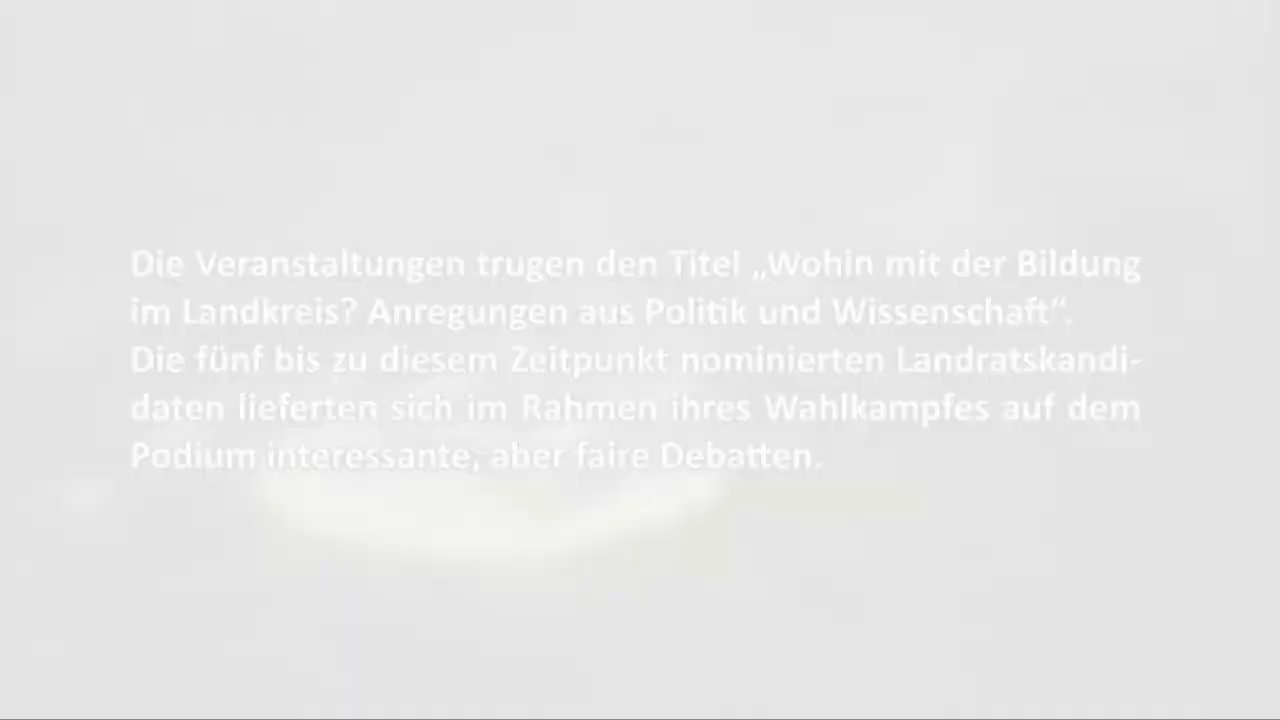 Die Veranstaltungen trugen den Titel „Wohin mit der Bildung
im Landkreis? Anregungen aus Politik und Wissenschaft“.
Die fünf bis zu diesem Zeitpunkt nominierten Landratskandi-
daten lieferten sich im Rahmen ihres Wahlkampfes auf dem
Podium interessante, aber faire Debatten.